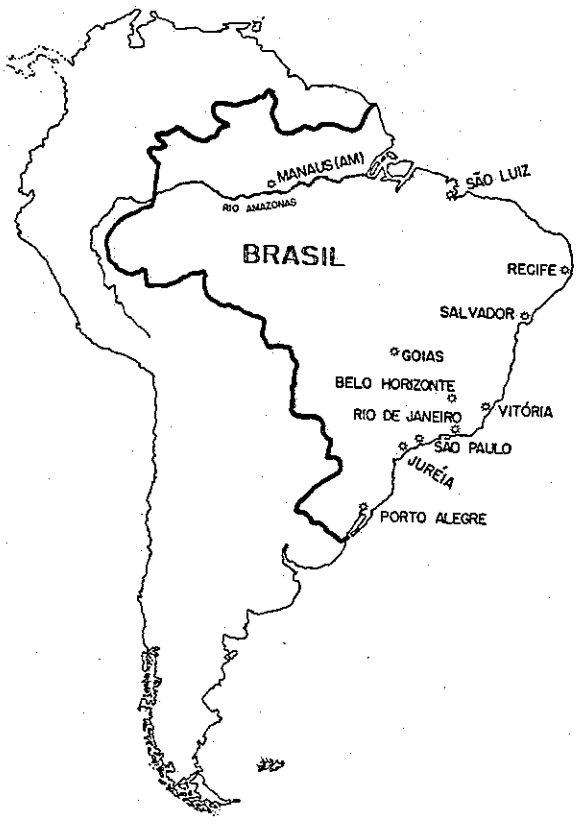 MANAUS (AM)
SÃO LUIZ
RIO AMAZONAS
BRASIL
RECIFE
SALVADOR
GOIAS
BELO HORIZONTE
VITÓRIA
RIO DE JANEIRO
SÃO PAULO
JURÉIA
PORTO ALEGRE